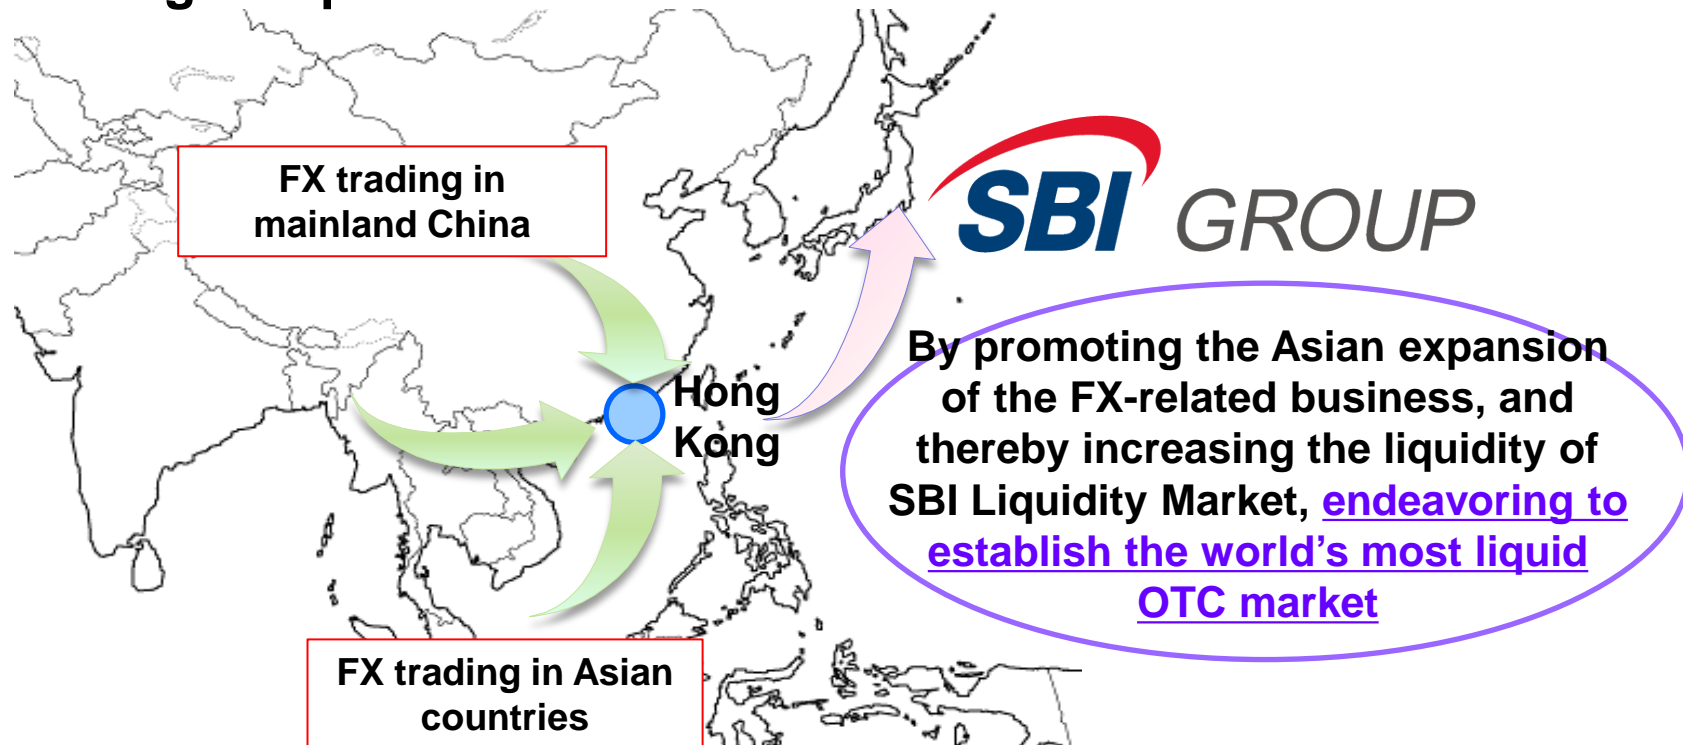 FX trading in
mainland China
SBI GROUP
Hong
Kong
By promoting the Asian expansion
of the FX-related business, and
thereby increasing the liquidity of
SBI Liquidity Market, endeavoring to
establish the world’s most liquid
OTC market
FX trading in Asian
countries